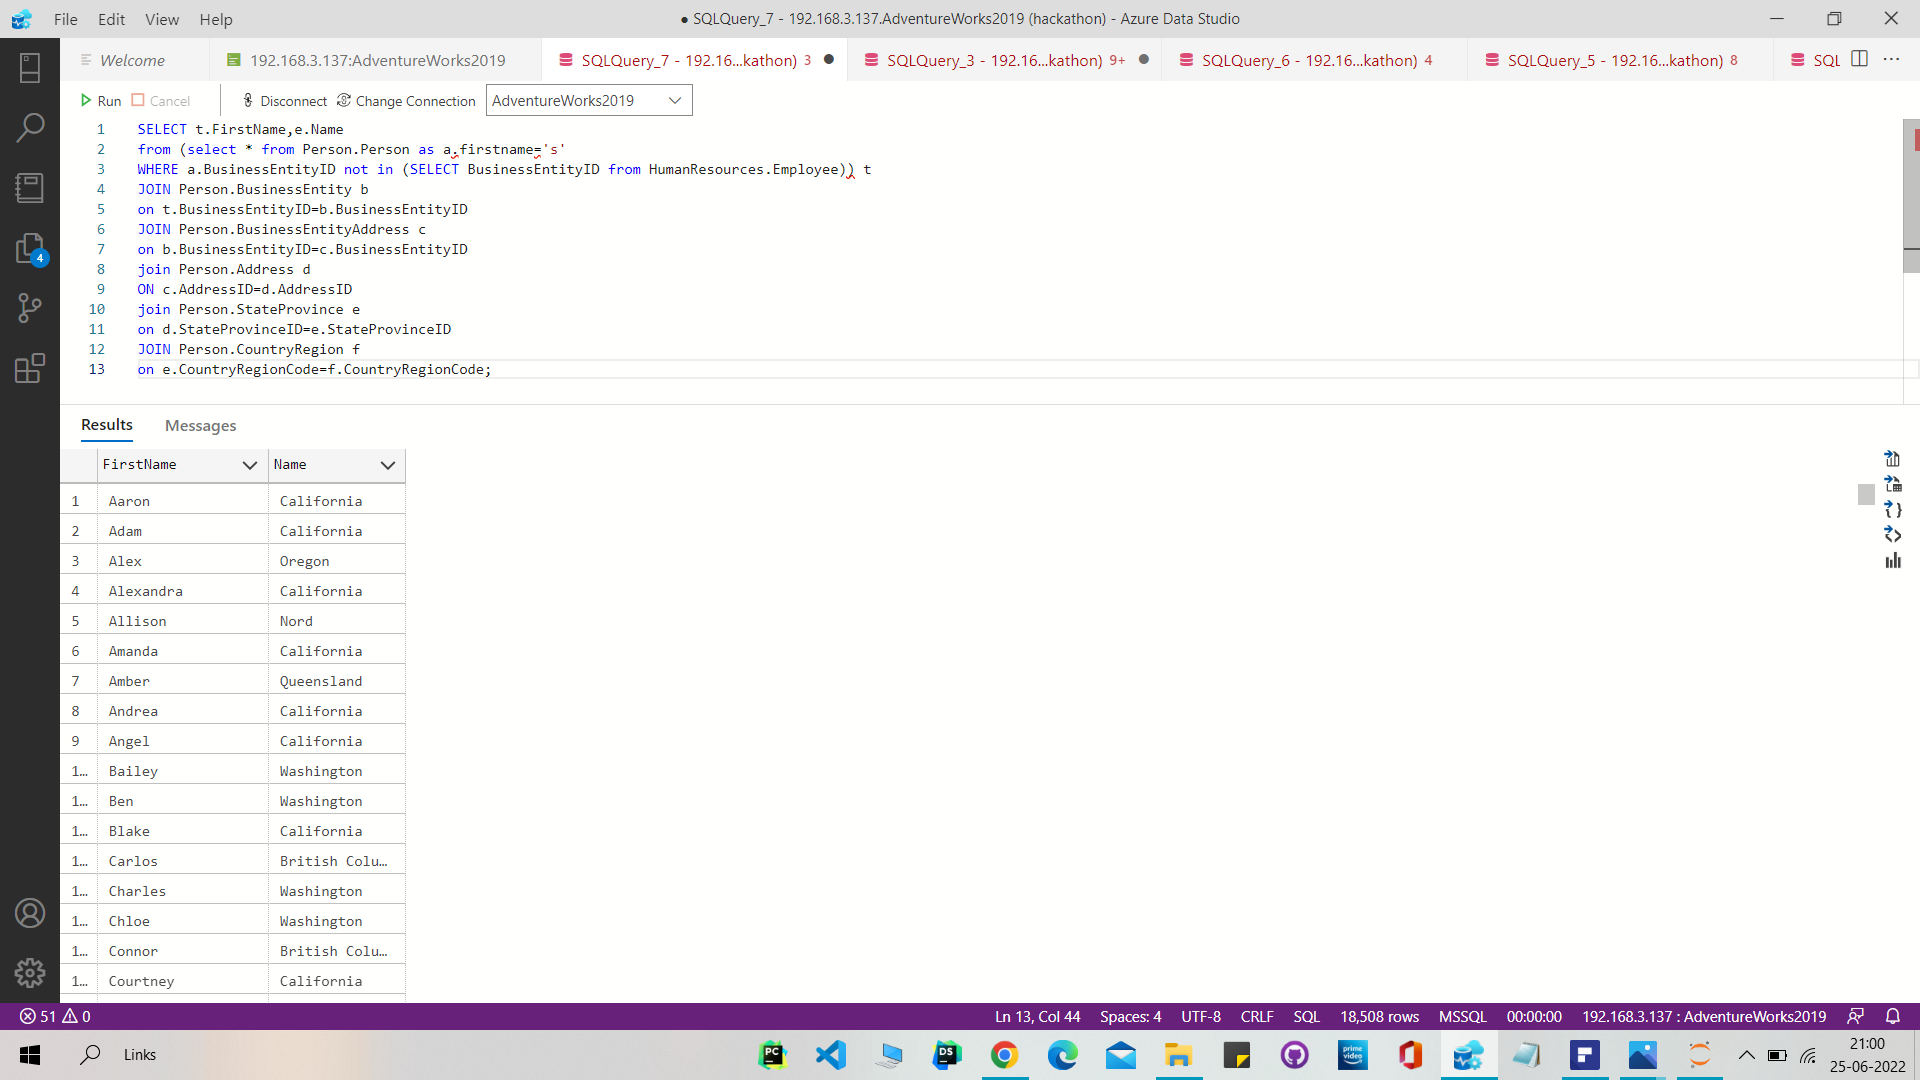 File Edit View Help
● SQLQuery_7 - 192.168.3.137.AdventureWorks2019 (hackathon) - Azure Data Studio
Welcome 192.168.3.137:AdventureWorks2019 SQLQuery_7 - 192.16...kathon) 3 SQLQuery_3 - 192.16...kathon) 9+ SQLQuery_6 - 192.16...kathon) 4 SQLQuery_5 - 192.16...kathon) 8 SQL
Run Cancel Disconnect Change Connection AdventureWorks2019
1 SELECT t.FirstName,e.Name
2 from (select * from Person.Person as a.firstname='s'
3 WHERE a.BusinessEntityID not in (SELECT BusinessEntityID from HumanResources.Employee)) t
4 JOIN Person.BusinessEntity b
5 on t.BusinessEntityID=b.BusinessEntityID
6 JOIN Person.BusinessEntityAddress c
7 on b.BusinessEntityID=c.BusinessEntityID
8 join Person.Address d
9 ON c.AddressID=d.AddressID
10 join Person.StateProvince e
11 on d.StateProvinceID=e.StateProvinceID
12 JOIN Person.CountryRegion f
13 on e.CountryRegionCode=f.CountryRegionCode;
4
Results Messages
FirstName Name
1 Aaron California
2 Adam California
3 Alex Oregon
4 Alexandra California
5 Allison Nord
6 Amanda California
7 Amber Queensland
8 Andrea California
9 Angel California
1… Bailey Washington
1… Ben Washington
1… Blake California
1… Carlos British Colu…
1… Charles Washington
1… Chloe Washington
1… Connor British Colu…
1… Courtney California
51 0 Ln 13, Col 44 Spaces: 4 UTF-8 CRLF SQL 18,508 rows MSSQL 00:00:00 192.168.3.137 : AdventureWorks2019
Links PC DS prime video 21:00
25-06-2022